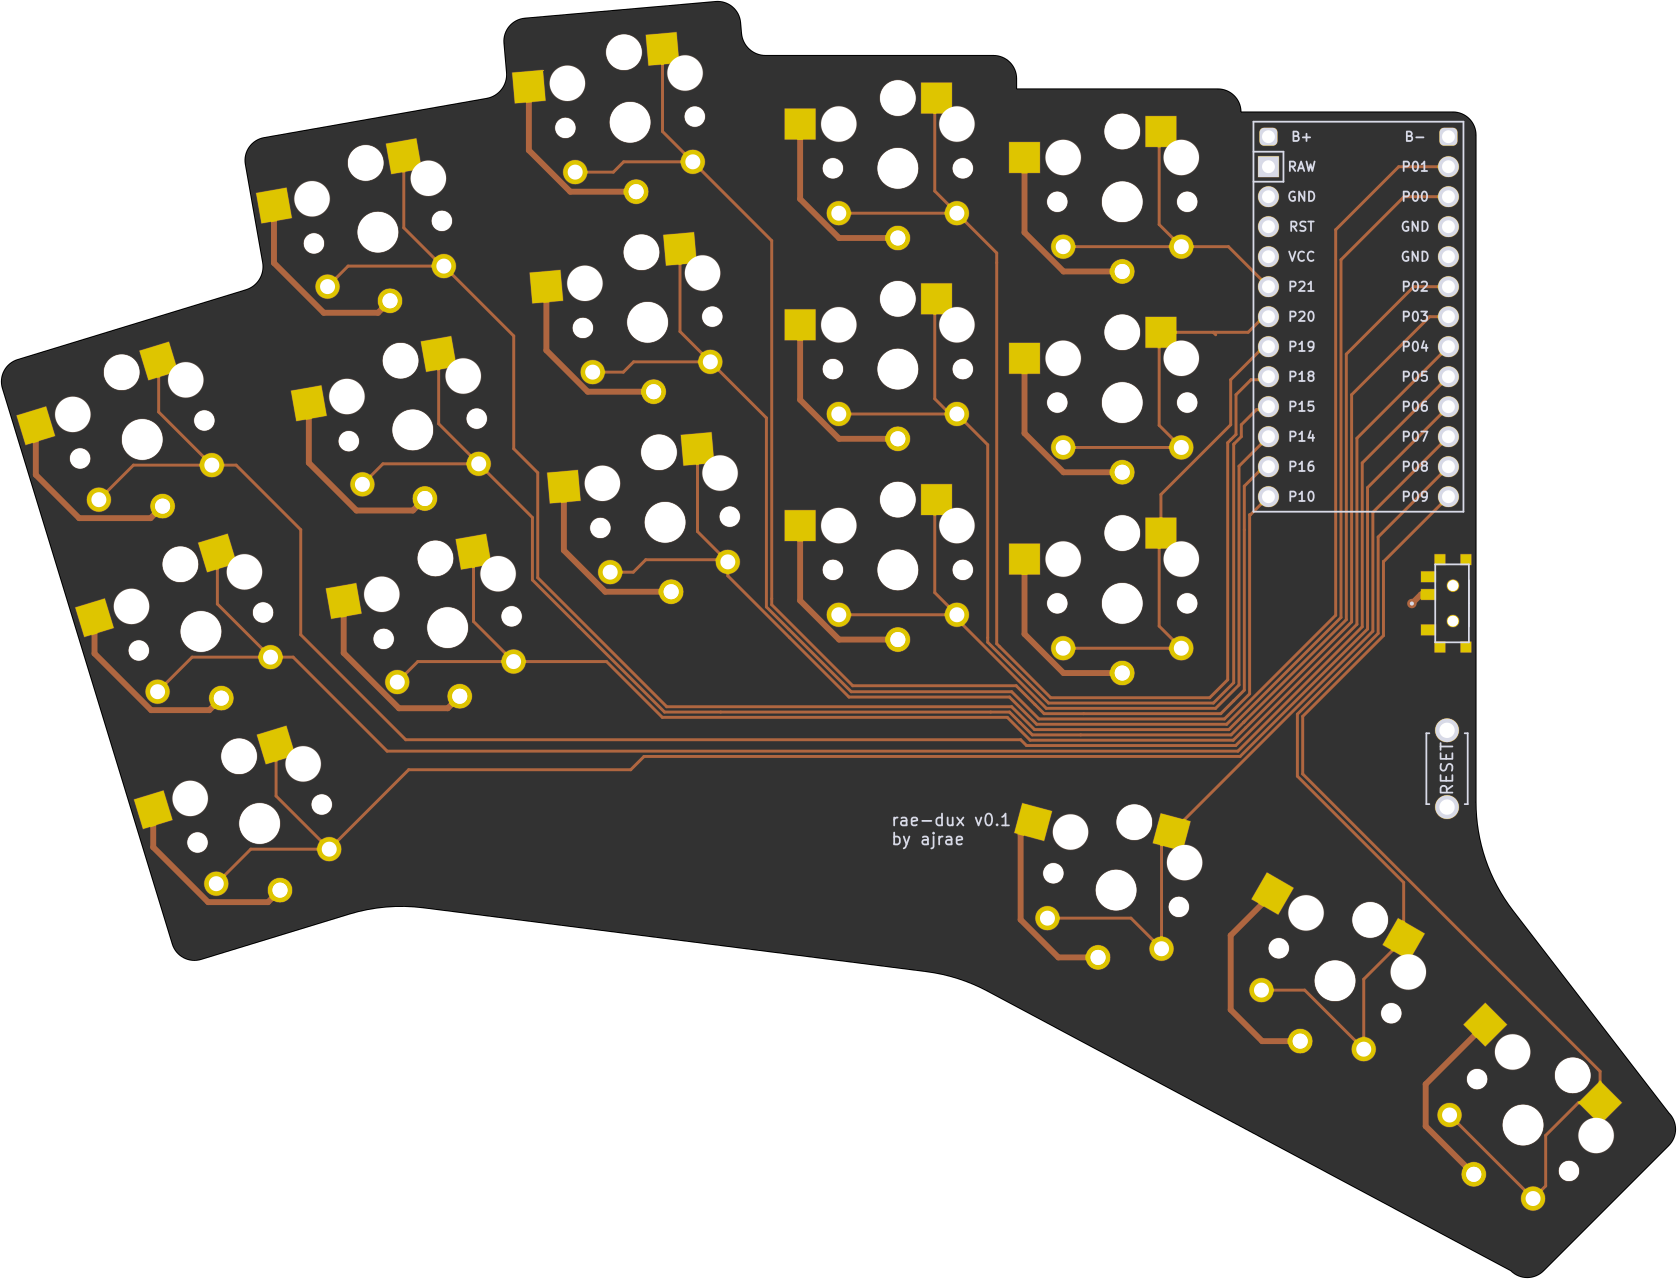 B+ B-
RAW P01
GND P00
RST GND
VCC GND
P21 P02
P20 P03
P19 P04
P18 P05
P15 P06
P14 P07
P16 P08
P10 P09
RESET
rae-dux v0.1
by ajrae